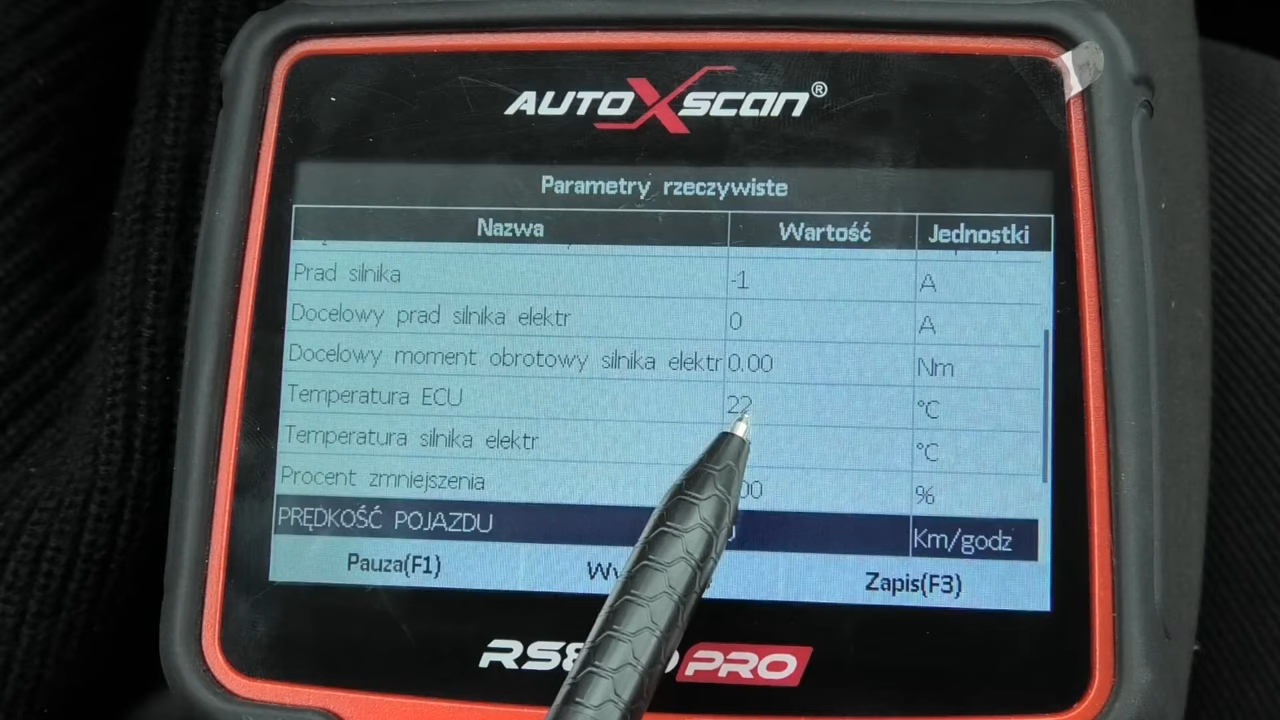 AUTO X SCAN®
Parametry rzeczywiste
Nazwa Wartość Jednostki
Prad silnika -1 A
Docelowy prad silnika elektr 0 A
Docelowy moment obrotowy silnika elektr 0.00 Nm
Temperatura ECU 22 °C
Temperatura silnika elektr °C
Procent zmniejszenia %
PRĘDKOŚĆ POJAZDU Km/godz
Pauza(F1) Zapis(F3)
PRO